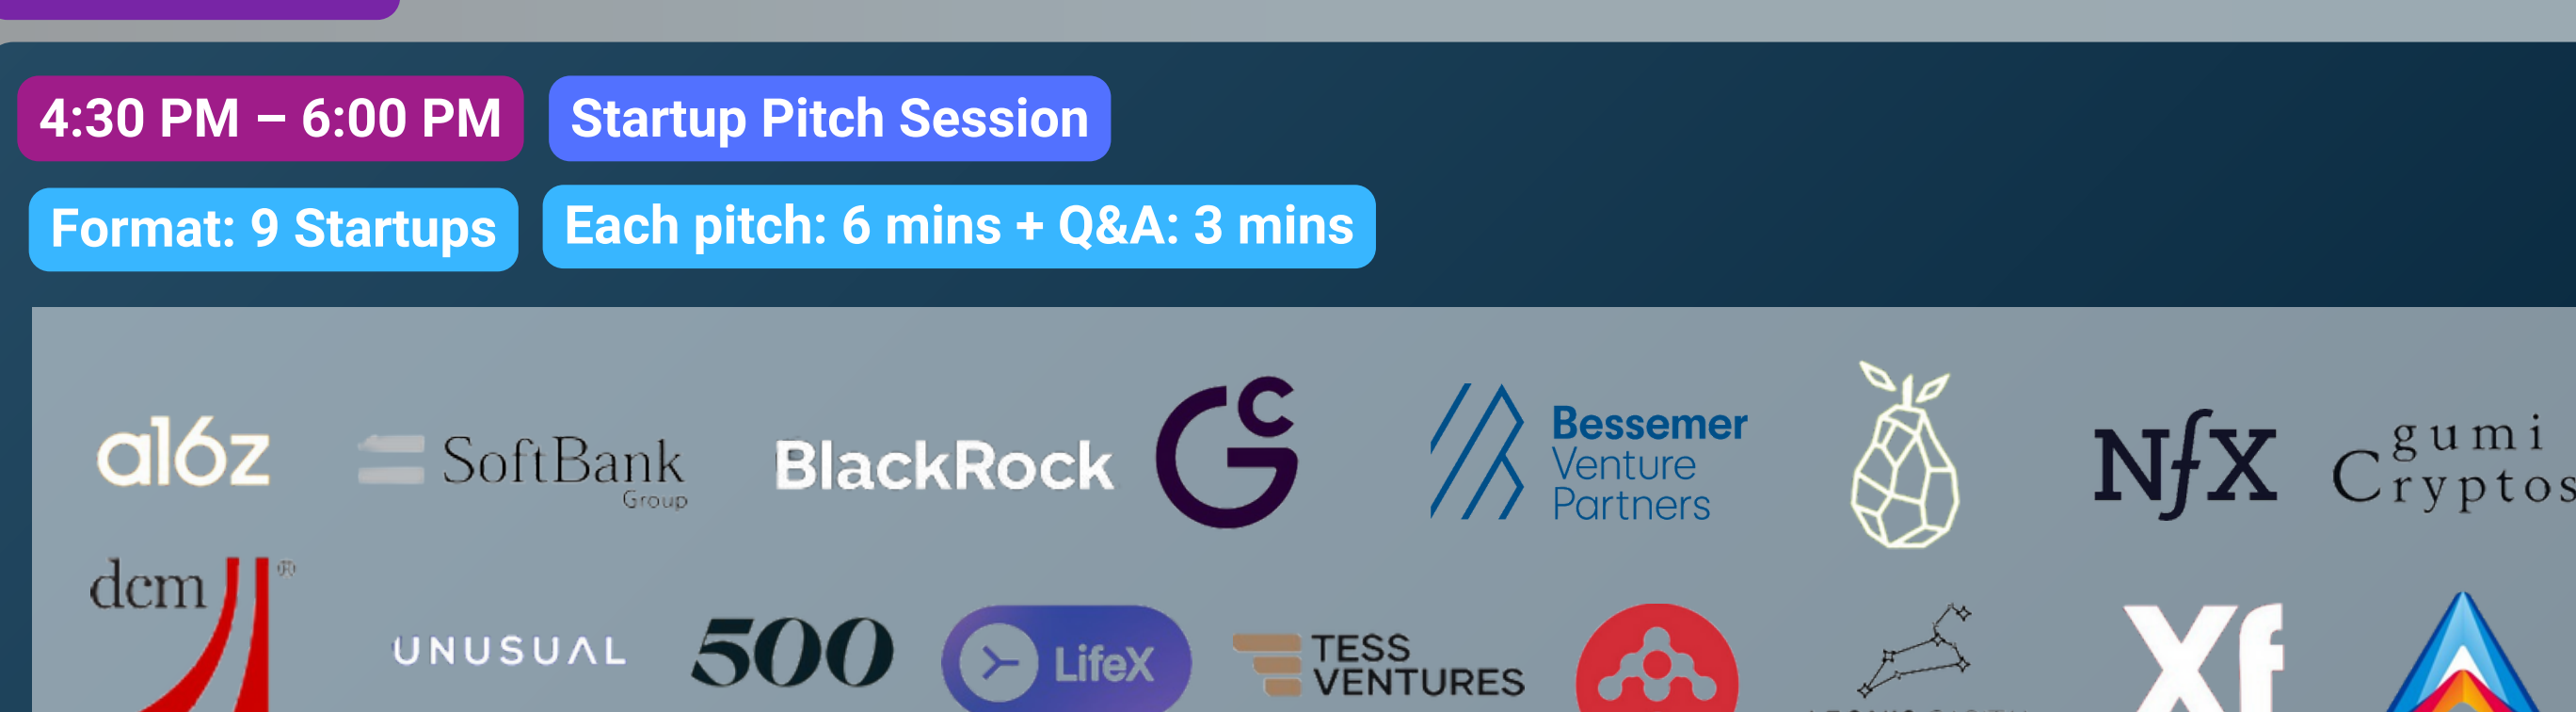 4:30 PM – 6:00 PM
Startup Pitch Session
Format: 9 Startups
Each pitch: 6 mins + Q&A: 3 mins
a16z
SoftBank
Group
BlackRock
GC
Bessemer
Venture
Partners
NfX
gumi
Cryptos
dcm
®
UNUSUAL
500
LifeX
TESS
VENTURES
Xf